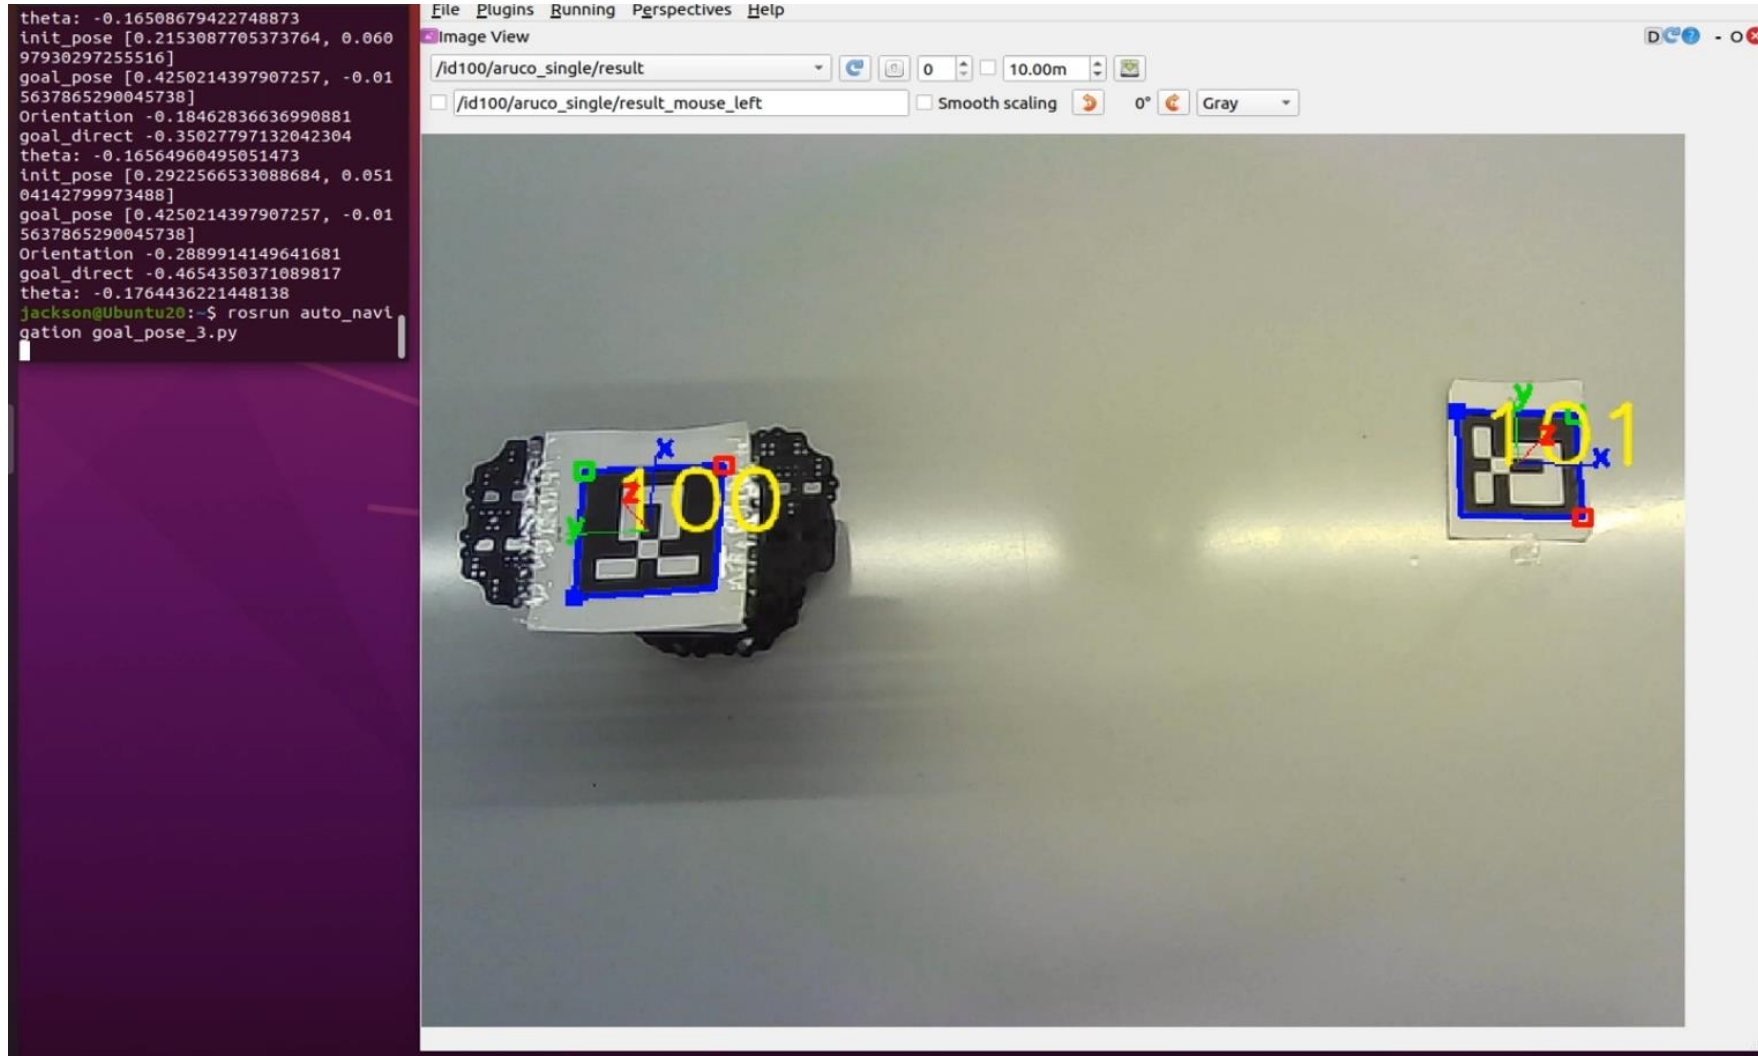 theta: -0.16508679422748873
init_pose [0.2153087705373764, 0.060
97930297255516]
goal_pose [0.4250214397907257, -0.01
5637865290045738]
Orientation -0.18462836636990881
goal_direct -0.35027797132042304
theta: -0.16564960495051473
init_pose [0.2922566533088684, 0.051
04142799973488]
goal_pose [0.4250214397907257, -0.01
5637865290045738]
Orientation -0.2889914149641681
goal_direct -0.4654350371089817
theta: -0.1764436221448138
jackson@Ubuntu20:~$ rosrun auto_navi
gation goal_pose_3.py
File Plugins Running Perspectives Help
Image View
D ? - O
/id100/aruco_single/result 0 10.00m
/id100/aruco_single/result_mouse_left Smooth scaling 0° Gray
x
z
100
y
y
101
z
x